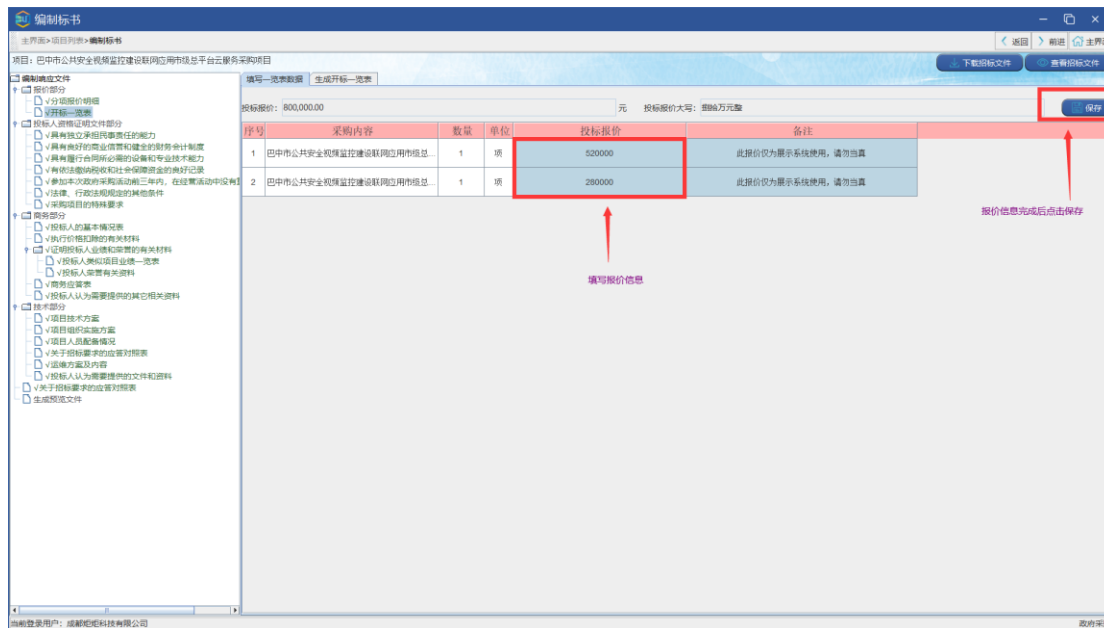 编制标书
主界面>项目列表>编制标书
返回 前进 主界
项目：巴中市公共安全视频监控建设联网应用市级总平台云服务采购项目
下载招标文件 查看招标文件
编制响应文件
报价部分
√分项报价明细
√开标一览表
投标人资格证明文件部分
√具有独立承担民事责任的能力
√具有良好的商业信誉和健全的财务会计制度
√具有履行合同所必需的设备和专业技术能力
√有依法缴纳税收和社会保障资金的良好记录
√参加本次政府采购活动前三年内，在经营活动中没有
√法律、行政法规规定的其他条件
√采购项目的特殊要求
商务部分
√投标人的基本情况表
√执行价格扣除的有关材料
√证明投标人业绩和荣誉的有关材料
√投标人类似项目业绩一览表
√投标人荣誉有关资料
√商务应答表
√投标人认为需要提供的其它相关资料
技术部分
√项目技术方案
√项目组织实施方案
√项目人员配备情况
√关于招标要求的应答对照表
√运维方案及内容
√投标人认为需要提供的文件和资料
√关于招标要求的应答对照表
生成预览文件
填写一览表数据 生成开标一览表
投标报价： 800,000.00 元 投标报价大写： 捌拾万元整
保存
序号 采购内容 数量 单位 投标报价 备注
1 巴中市公共安全视频监控建设联网应用市级总... 1 项 520000 此报价仅为展示系统使用，请勿当真
2 巴中市公共安全视频监控建设联网应用市级总... 1 项 280000 此报价仅为展示系统使用，请勿当真
报价信息完成后点击保存
填写报价信息
当前登录用户：成都炬炬科技有限公司
政府采